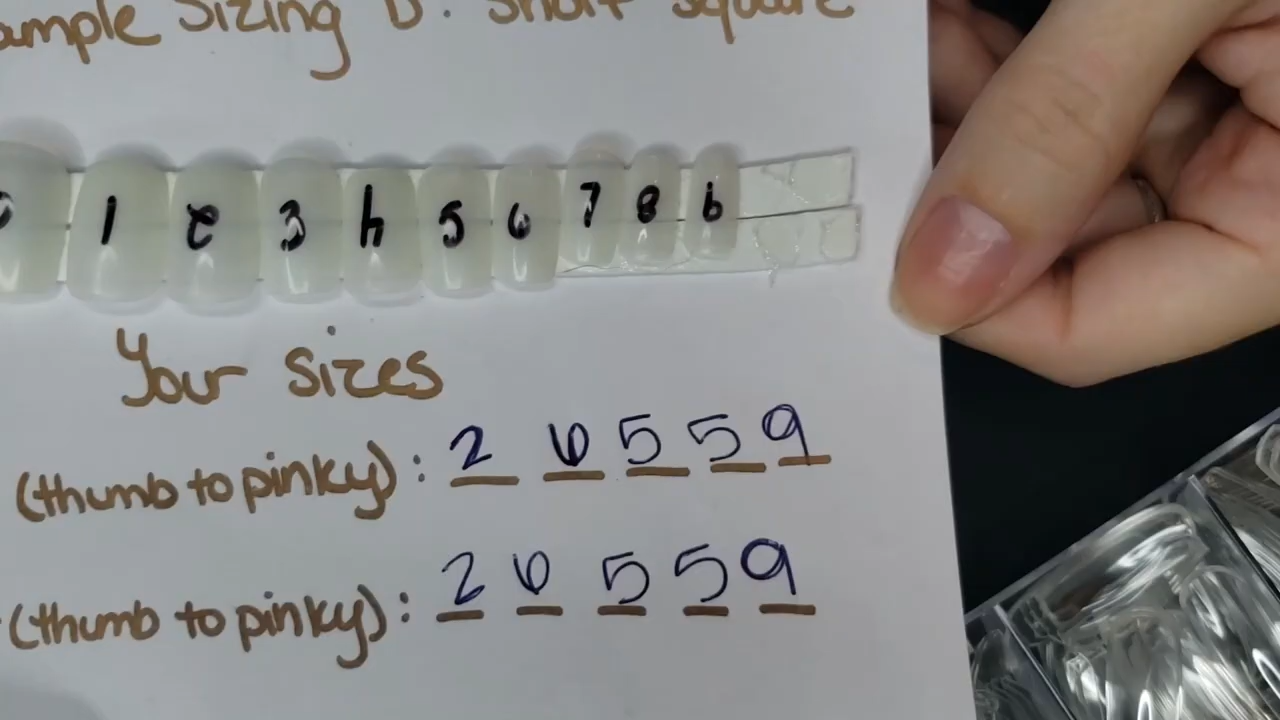 ample Sizing D: Short Square
0 1 2 3 4 5 6 7 8 9
Your Sizes
(thumb to pinky): 2 6 5 5 9
(thumb to pinky): 2 6 5 5 9